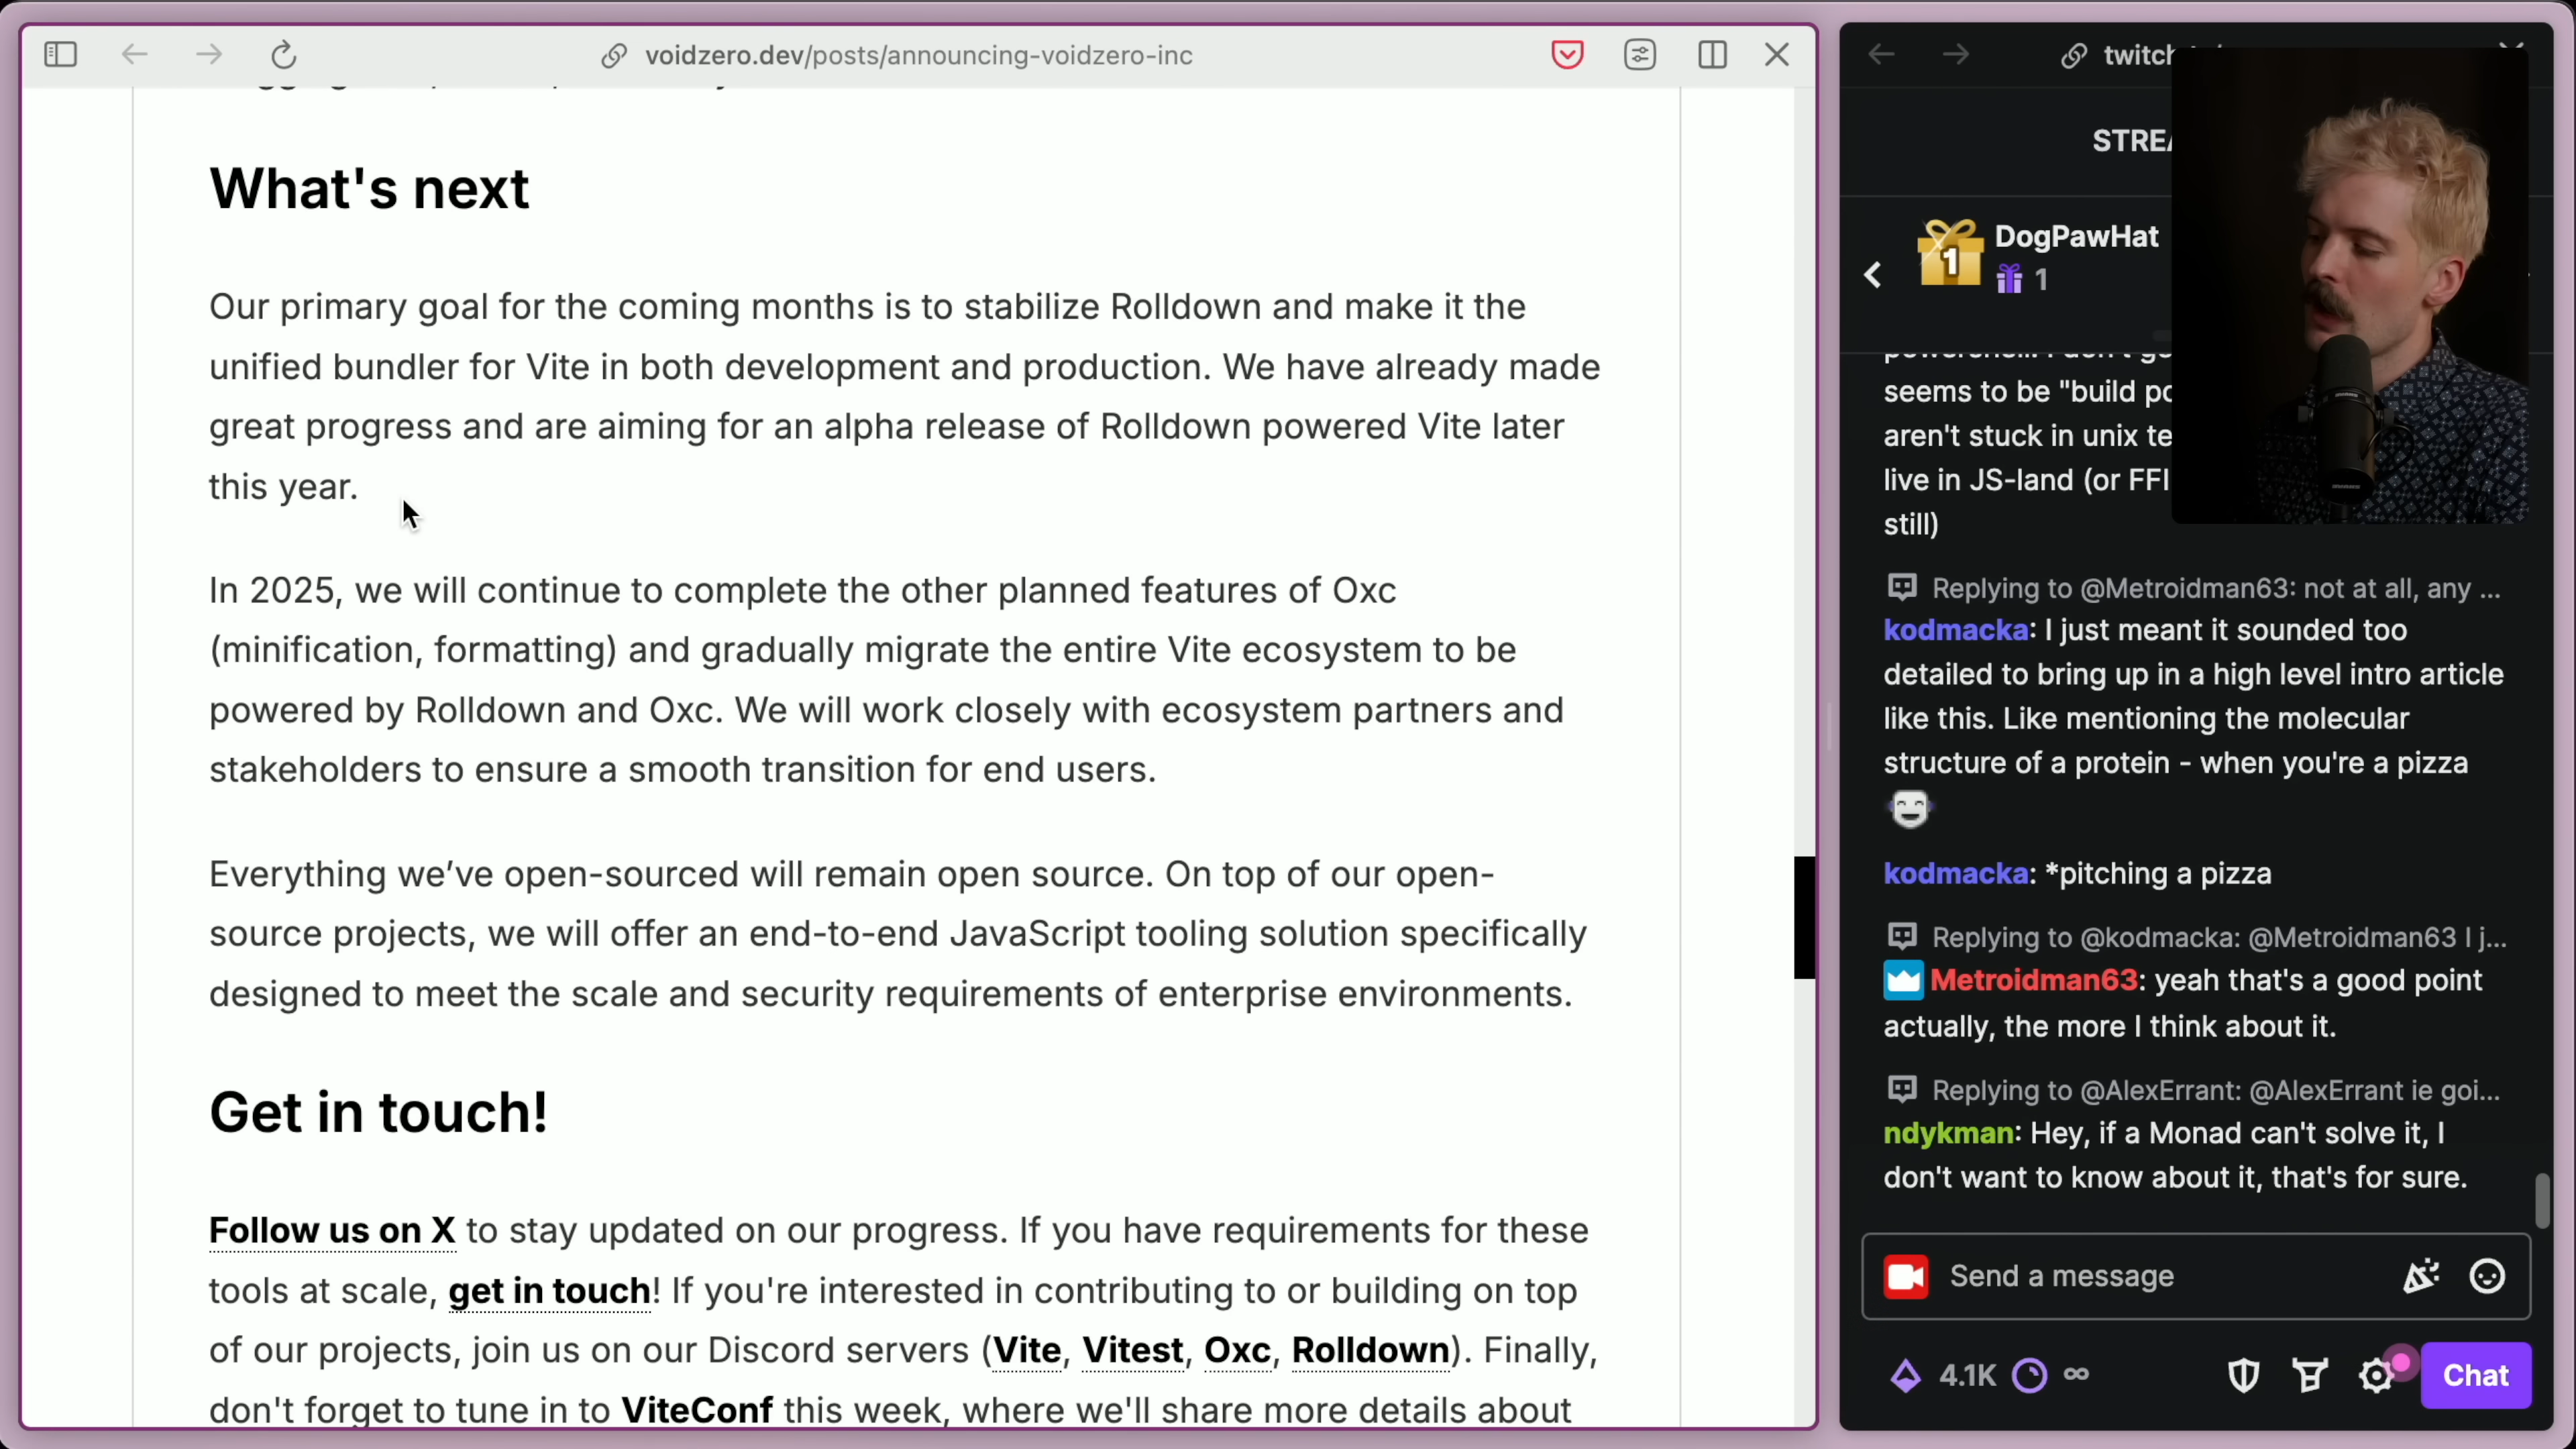 voidzero.dev/posts/announcing-voidzero-inc
What's next
Our primary goal for the coming months is to stabilize Rolldown and make it the
unified bundler for Vite in both development and production. We have already made
great progress and are aiming for an alpha release of Rolldown powered Vite later
this year.
In 2025, we will continue to complete the other planned features of Oxc
(minification, formatting) and gradually migrate the entire Vite ecosystem to be
powered by Rolldown and Oxc. We will work closely with ecosystem partners and
stakeholders to ensure a smooth transition for end users.
Everything we’ve open-sourced will remain open source. On top of our open-
source projects, we will offer an end-to-end JavaScript tooling solution specifically
designed to meet the scale and security requirements of enterprise environments.
Get in touch!
Follow us on X to stay updated on our progress. If you have requirements for these
tools at scale, get in touch! If you're interested in contributing to or building on top
of our projects, join us on our Discord servers (Vite, Vitest, Oxc, Rolldown). Finally,
don't forget to tune in to ViteConf this week, where we'll share more details about
twitch
STREA
1
DogPawHat
1
seems to be "build po
aren't stuck in unix te
live in JS-land (or FFI
still)
Replying to @Metroidman63: not at all, any ...
kodmacka: I just meant it sounded too
detailed to bring up in a high level intro article
like this. Like mentioning the molecular
structure of a protein - when you're a pizza
kodmacka: *pitching a pizza
Replying to @kodmacka: @Metroidman63 I j...
Metroidman63: yeah that's a good point
actually, the more I think about it.
Replying to @AlexErrant: @AlexErrant ie goi...
ndykman: Hey, if a Monad can't solve it, I
don't want to know about it, that's for sure.
Send a message
4.1K ∞ Chat